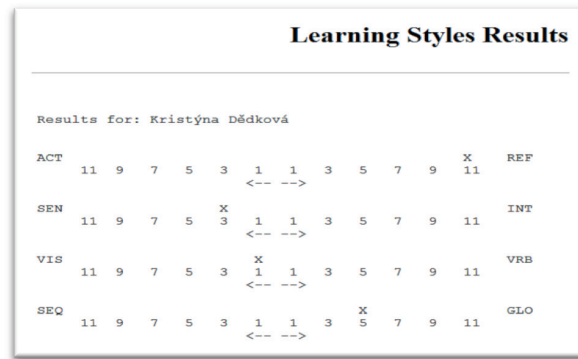 Learning Styles Results
Results for: Kristýna Dědková
X
ACT REF
11 9 7 5 3 1 1 3 5 7 9 11
<-- -->
X
SEN INT
11 9 7 5 3 1 1 3 5 7 9 11
<-- -->
X
VIS VRB
11 9 7 5 3 1 1 3 5 7 9 11
<-- -->
X
SEQ GLO
11 9 7 5 3 1 1 3 5 7 9 11
<-- -->